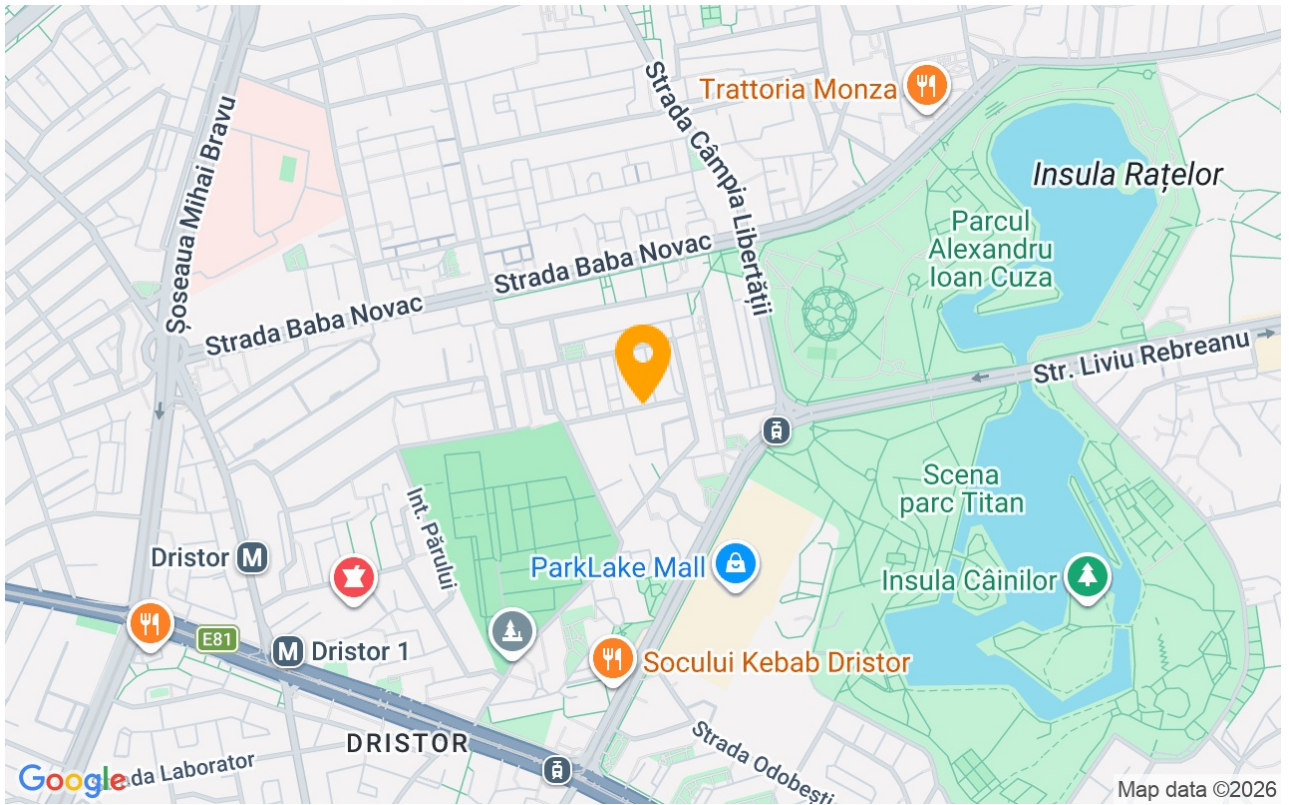 Șoseaua Mihai Bravu
Strada Câmpia Libertății
Trattoria Monza
Insula Rațelor
Parcul
Alexandru
Ioan Cuza
Strada Baba Novac
Strada Baba Novac
Str. Liviu Rebreanu
Scena
parc Titan
Int. Părului
Dristor M
ParkLake Mall
Insula Câinilor
E81
M Dristor 1
Socului Kebab Dristor
DRISTOR
Strada Odobești
Google
ada Laborator
Map data ©2026